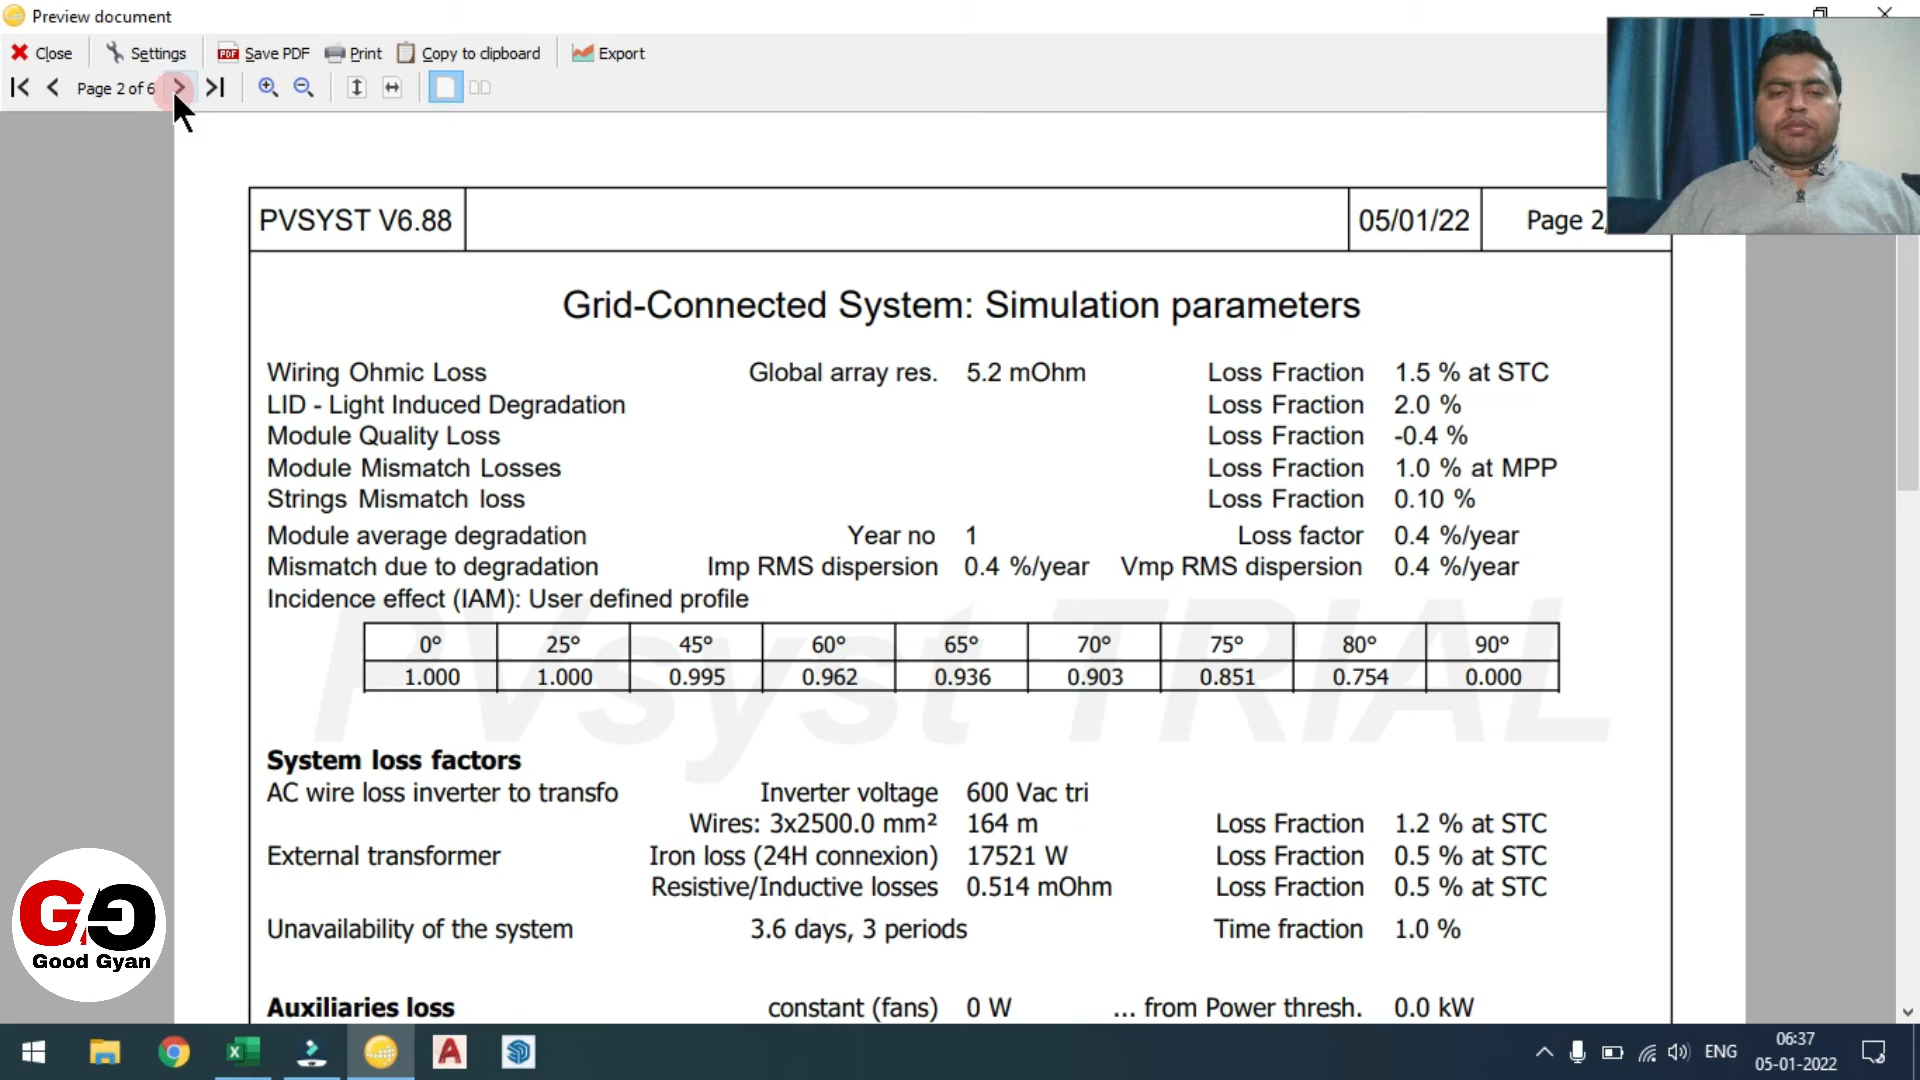 Preview document
Close Settings Save PDF Print Copy to clipboard Export
Page 2 of 6
PVSYST V6.88 05/01/22 Page 2
Grid-Connected System: Simulation parameters
Wiring Ohmic Loss Global array res. 5.2 mOhm Loss Fraction 1.5 % at STC
LID - Light Induced Degradation Loss Fraction 2.0 %
Module Quality Loss Loss Fraction -0.4 %
Module Mismatch Losses Loss Fraction 1.0 % at MPP
Strings Mismatch loss Loss Fraction 0.10 %
Module average degradation Year no 1 Loss factor 0.4 %/year
Mismatch due to degradation Imp RMS dispersion 0.4 %/year Vmp RMS dispersion 0.4 %/year
Incidence effect (IAM): User defined profile
0° 25° 45° 60° 65° 70° 75° 80° 90°
1.000 1.000 0.995 0.962 0.936 0.903 0.851 0.754 0.000
PVsyst TRIAL
System loss factors
AC wire loss inverter to transfo Inverter voltage 600 Vac tri
Wires: 3x2500.0 mm² 164 m Loss Fraction 1.2 % at STC
External transformer Iron loss (24H connexion) 17521 W Loss Fraction 0.5 % at STC
Resistive/Inductive losses 0.514 mOhm Loss Fraction 0.5 % at STC
Unavailability of the system 3.6 days, 3 periods Time fraction 1.0 %
Auxiliaries loss constant (fans) 0 W ... from Power thresh. 0.0 kW
GG
Good Gyan
ENG
06:37
05-01-2022